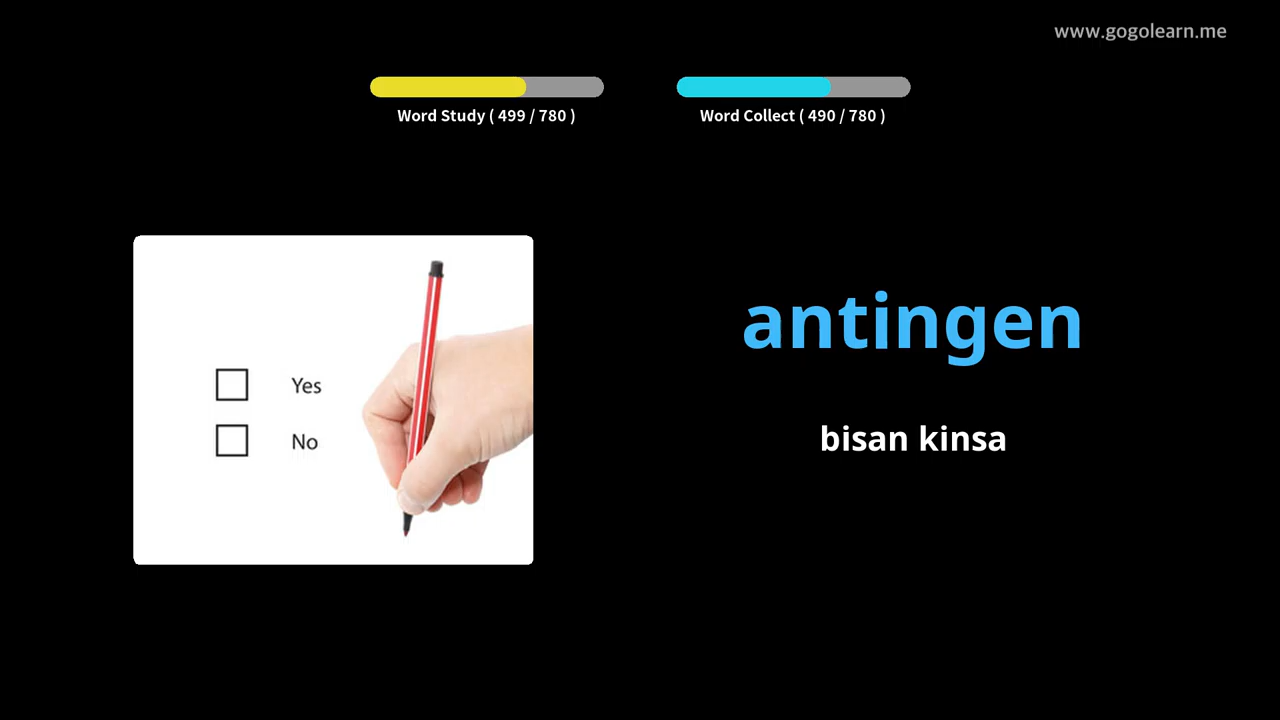 www.gogolearn.me
Word Study ( 499 / 780 )
Word Collect ( 490 / 780 )
Yes
No
antingen
bisan kinsa